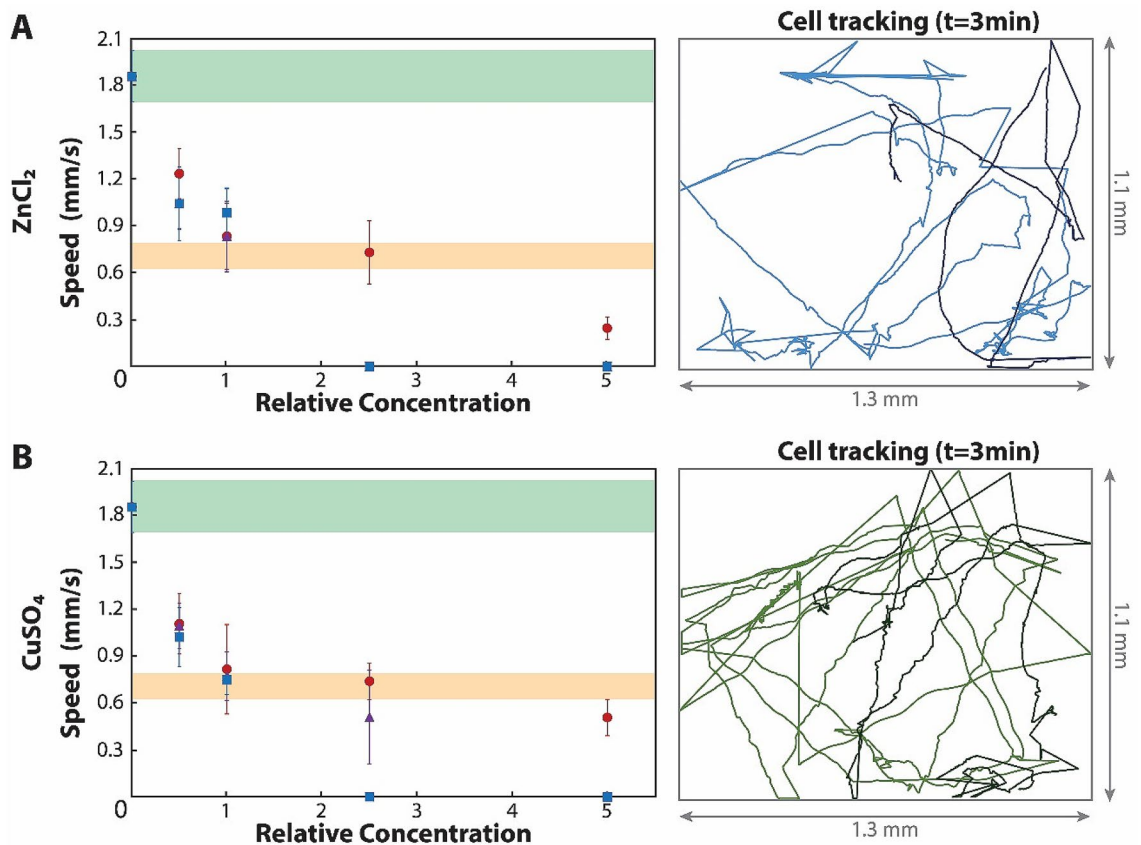 A
Cell tracking (t=3min)
2.1
1.8
1.5
1.2
0.9
0.6
0.3
0
1
2
3
4
5
ZnCl₂
Speed (mm/s)
Relative Concentration
1.1 mm
1.3 mm
B
Cell tracking (t=3min)
2.1
1.8
1.5
1.2
0.9
0.6
0.3
0
1
2
3
4
5
CuSO₄
Speed (mm/s)
Relative Concentration
1.1 mm
1.3 mm